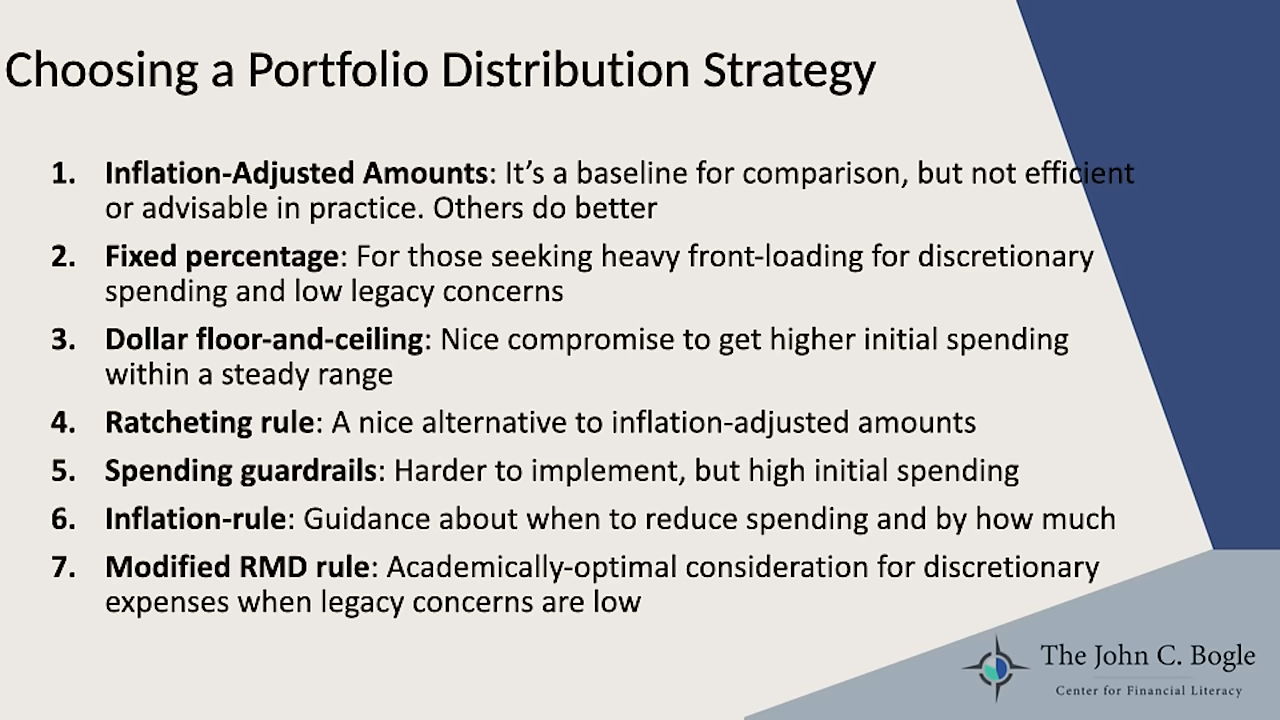 Choosing a Portfolio Distribution Strategy
1. Inflation-Adjusted Amounts: It’s a baseline for comparison, but not efficient
or advisable in practice. Others do better
2. Fixed percentage: For those seeking heavy front-loading for discretionary
spending and low legacy concerns
3. Dollar floor-and-ceiling: Nice compromise to get higher initial spending
within a steady range
4. Ratcheting rule: A nice alternative to inflation-adjusted amounts
5. Spending guardrails: Harder to implement, but high initial spending
6. Inflation-rule: Guidance about when to reduce spending and by how much
7. Modified RMD rule: Academically-optimal consideration for discretionary
expenses when legacy concerns are low
The John C. Bogle
Center for Financial Literacy